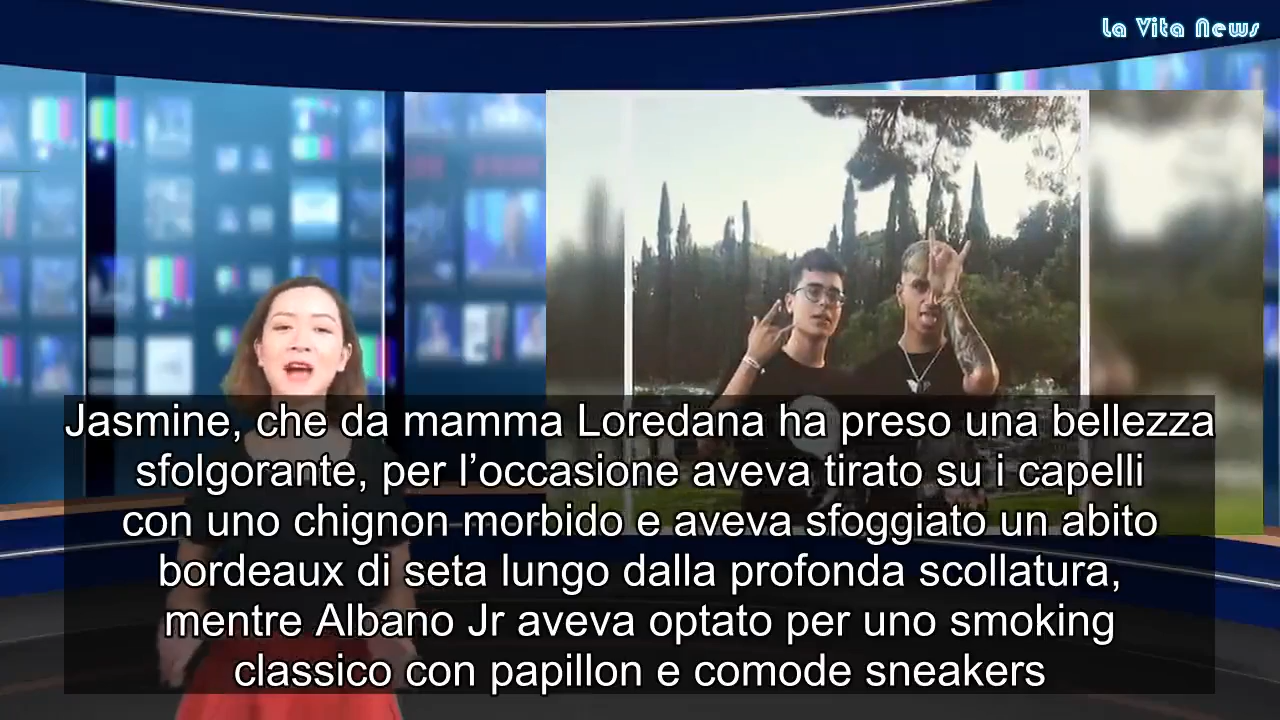 La Vita News
Jasmine, che da mamma Loredana ha preso una bellezza
sfolgorante, per l’occasione aveva tirato su i capelli
con uno chignon morbido e aveva sfoggiato un abito
bordeaux di seta lungo dalla profonda scollatura,
mentre Albano Jr aveva optato per uno smoking
classico con papillon e comode sneakers